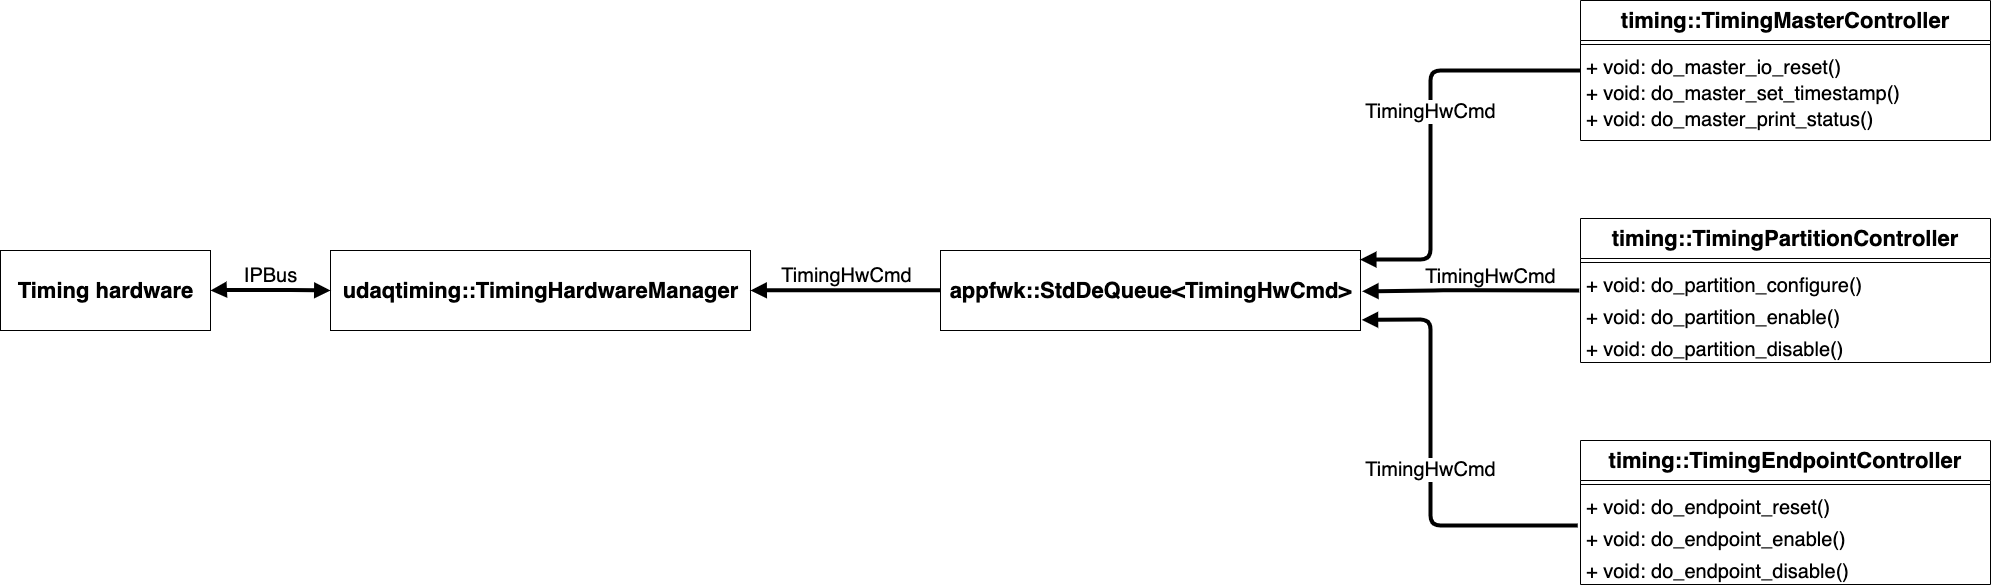 timing::TimingMasterController
+ void: do_master_io_reset()
+ void: do_master_set_timestamp()
+ void: do_master_print_status()
TimingHwCmd
Timing hardware
IPBus
udaqtiming::TimingHardwareManager
TimingHwCmd
appfwk::StdDeQueue<TimingHwCmd>
TimingHwCmd
timing::TimingPartitionController
+ void: do_partition_configure()
+ void: do_partition_enable()
+ void: do_partition_disable()
TimingHwCmd
timing::TimingEndpointController
+ void: do_endpoint_reset()
+ void: do_endpoint_enable()
+ void: do_endpoint_disable()